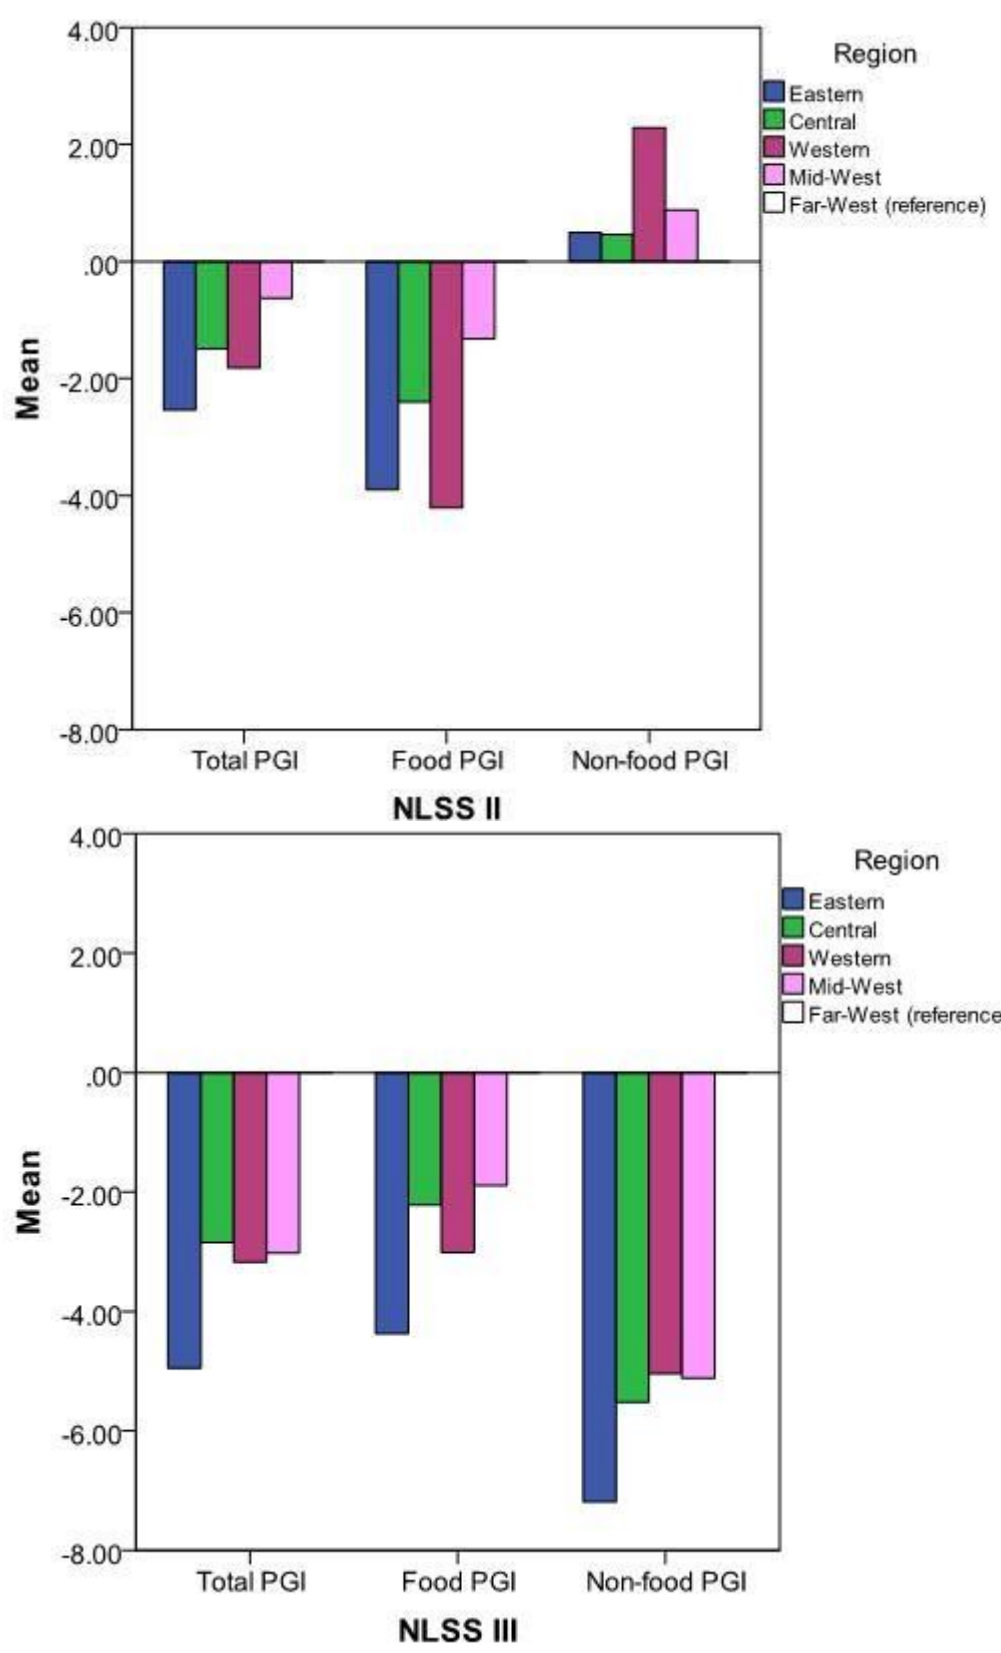 4.00
2.00
.00
-2.00
-4.00
-6.00
-8.00
Mean
Total PGI Food PGI Non-food PGI
NLSS II
Region
Eastern
Central
Western
Mid-West
Far-West (reference)
4.00
2.00
.00
-2.00
-4.00
-6.00
-8.00
Mean
Total PGI Food PGI Non-food PGI
NLSS III
Region
Eastern
Central
Western
Mid-West
Far-West (reference